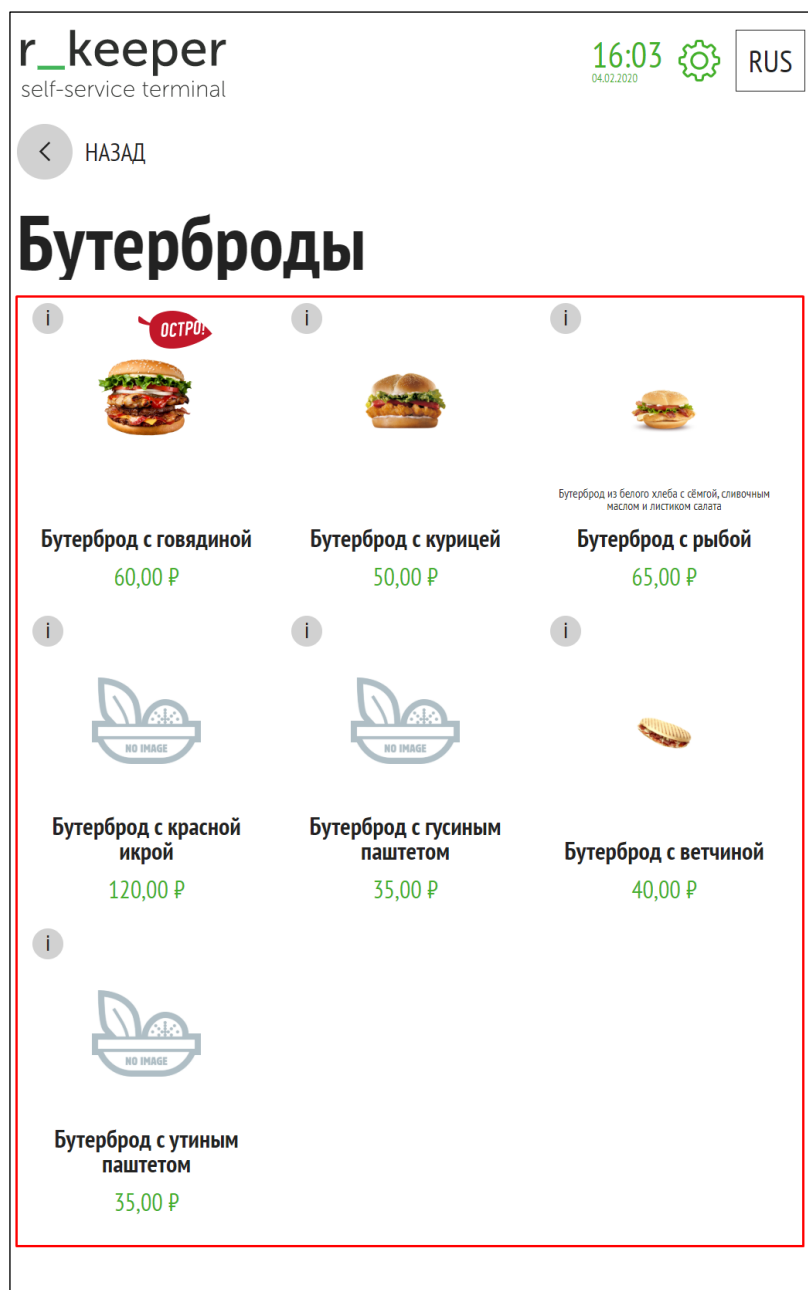 r_keeper
self-service terminal
16:03
04.02.2020
RUS
НАЗАД
Бутерброды
i
ОСТРО!
i
i
Бутерброд из белого хлеба с сёмгой, сливочным
маслом и листиком салата
Бутерброд с говядиной
60,00 ₽
Бутерброд с курицей
50,00 ₽
Бутерброд с рыбой
65,00 ₽
i
NO IMAGE
Бутерброд с красной
икрой
120,00 ₽
i
NO IMAGE
Бутерброд с гусиным
паштетом
35,00 ₽
i
Бутерброд с ветчиной
40,00 ₽
i
NO IMAGE
Бутерброд с утиным
паштетом
35,00 ₽